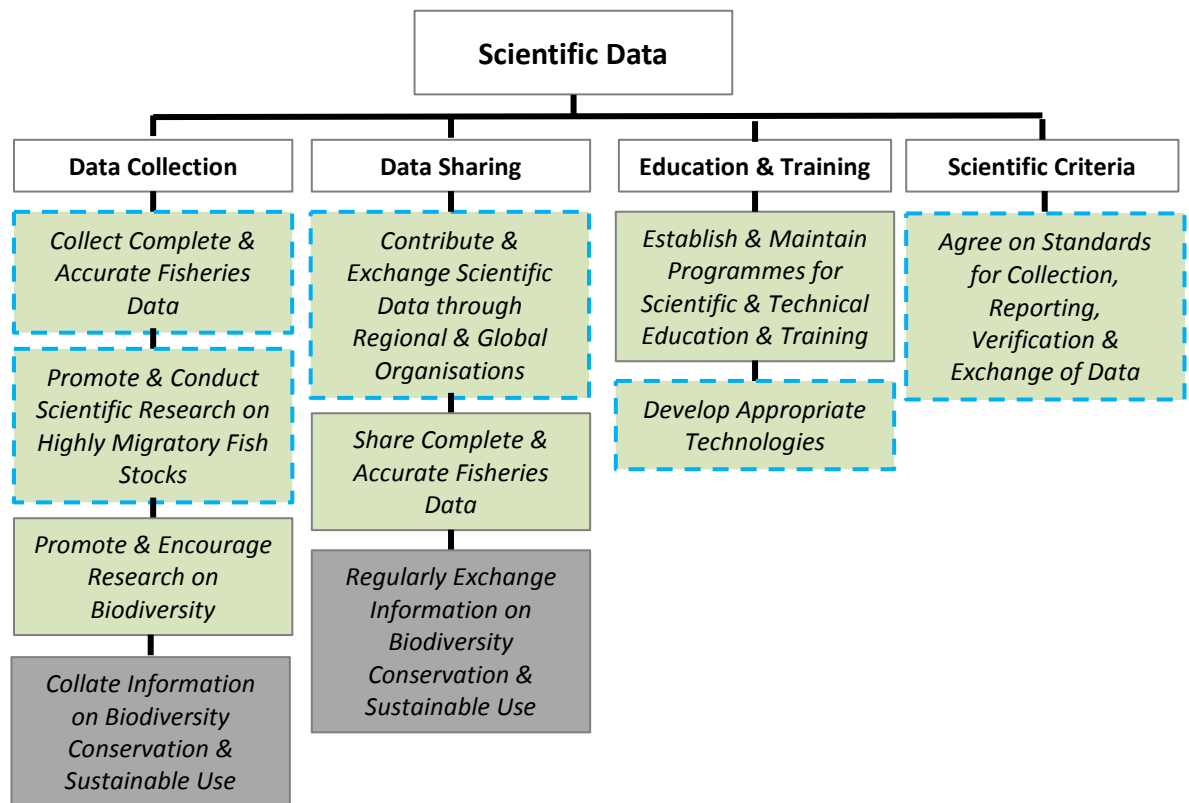 Scientific Data
Data Collection
Collect Complete &
Accurate Fisheries
Data
Promote & Conduct
Scientific Research on
Highly Migratory Fish
Stocks
Promote & Encourage
Research on
Biodiversity
Collate Information
on Biodiversity
Conservation &
Sustainable Use
Data Sharing
Contribute &
Exchange Scientific
Data through
Regional & Global
Organisations
Share Complete &
Accurate Fisheries
Data
Regularly Exchange
Information on
Biodiversity
Conservation &
Sustainable Use
Education & Training
Establish & Maintain
Programmes for
Scientific & Technical
Education & Training
Develop Appropriate
Technologies
Scientific Criteria
Agree on Standards
for Collection,
Reporting,
Verification &
Exchange of Data